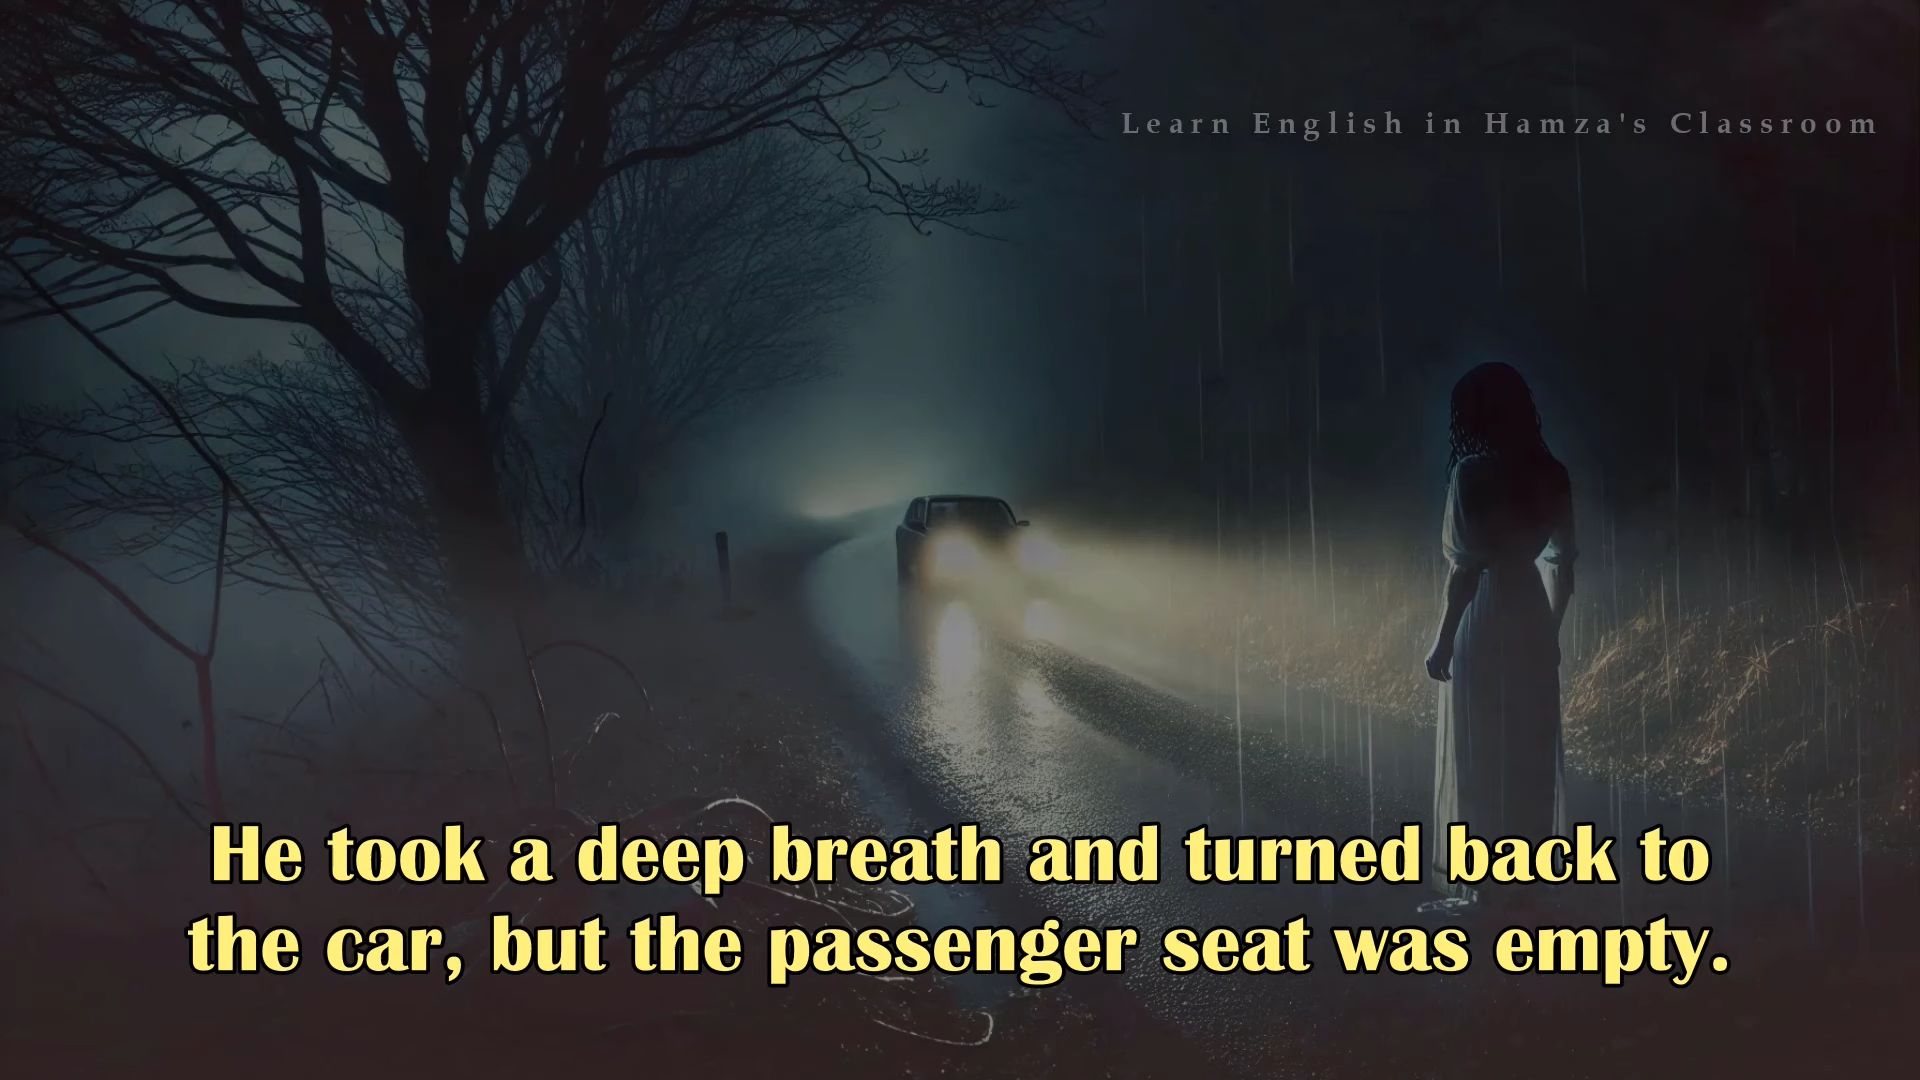 Learn English in Hamza's Classroom
He took a deep breath and turned back to
the car, but the passenger seat was empty.